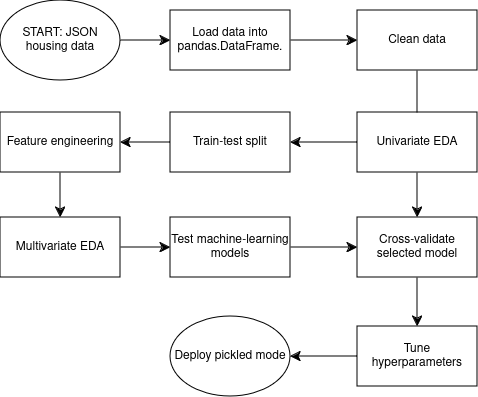 START: JSON
housing data
Load data into
pandas.DataFrame.
Clean data
Feature engineering
Train-test split
Univariate EDA
Multivariate EDA
Test machine-learning
models
Cross-validate
selected model
Deploy pickled mode
Tune
hyperparameters